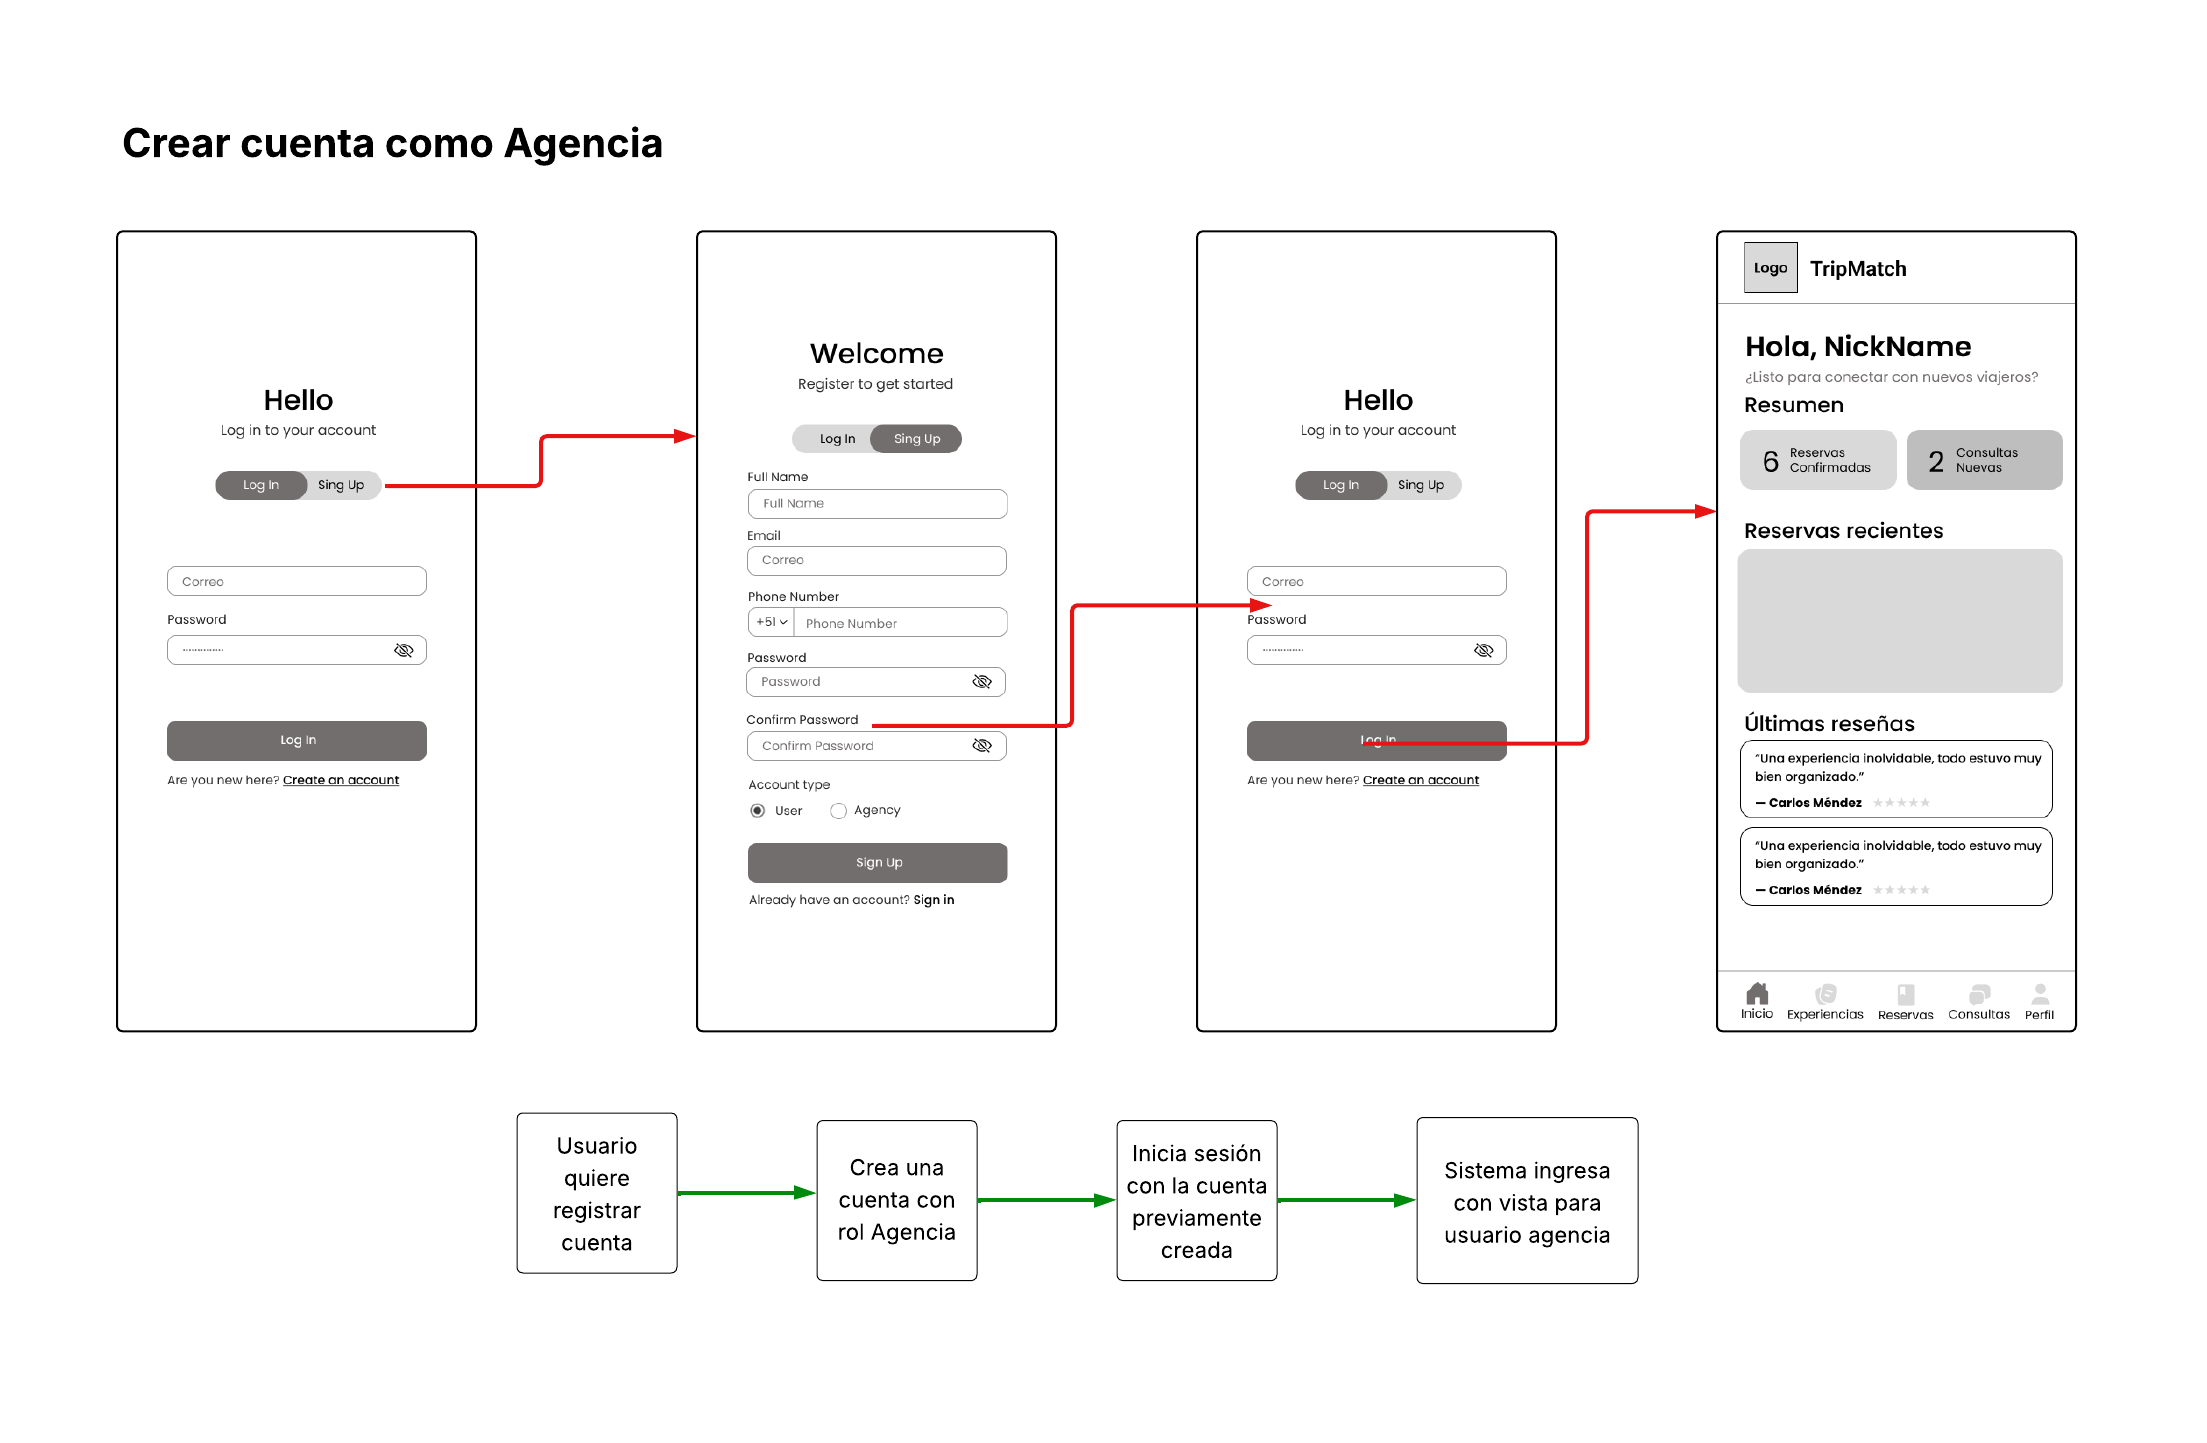 Crear cuenta como Agencia
Hello
Log in to your account
Log In
Sing Up
Correo
Password
Log In
Are you new here? Create an account
Welcome
Register to get started
Log In
Sing Up
Full Name
Full Name
Email
Correo
Phone Number
+51
Phone Number
Password
Password
Confirm Password
Confirm Password
Account type
User
Agency
Sign Up
Already have an account? Sign in
Hello
Log in to your account
Log In
Sing Up
Correo
Password
Log In
Are you new here? Create an account
Logo
TripMatch
Hola, NickName
¿Listo para conectar con nuevos viajeros?
Resumen
6
Reservas
Confirmadas
2
Consultas
Nuevas
Reservas recientes
Últimas reseñas
“Una experiencia inolvidable, todo estuvo muy
bien organizado.”
— Carlos Méndez
“Una experiencia inolvidable, todo estuvo muy
bien organizado.”
— Carlos Méndez
Inicio
Experiencias
Reservas
Consultas
Perfil
Usuario
quiere
registrar
cuenta
Crea una
cuenta con
rol Agencia
Inicia sesión
con la cuenta
previamente
creada
Sistema ingresa
con vista para
usuario agencia